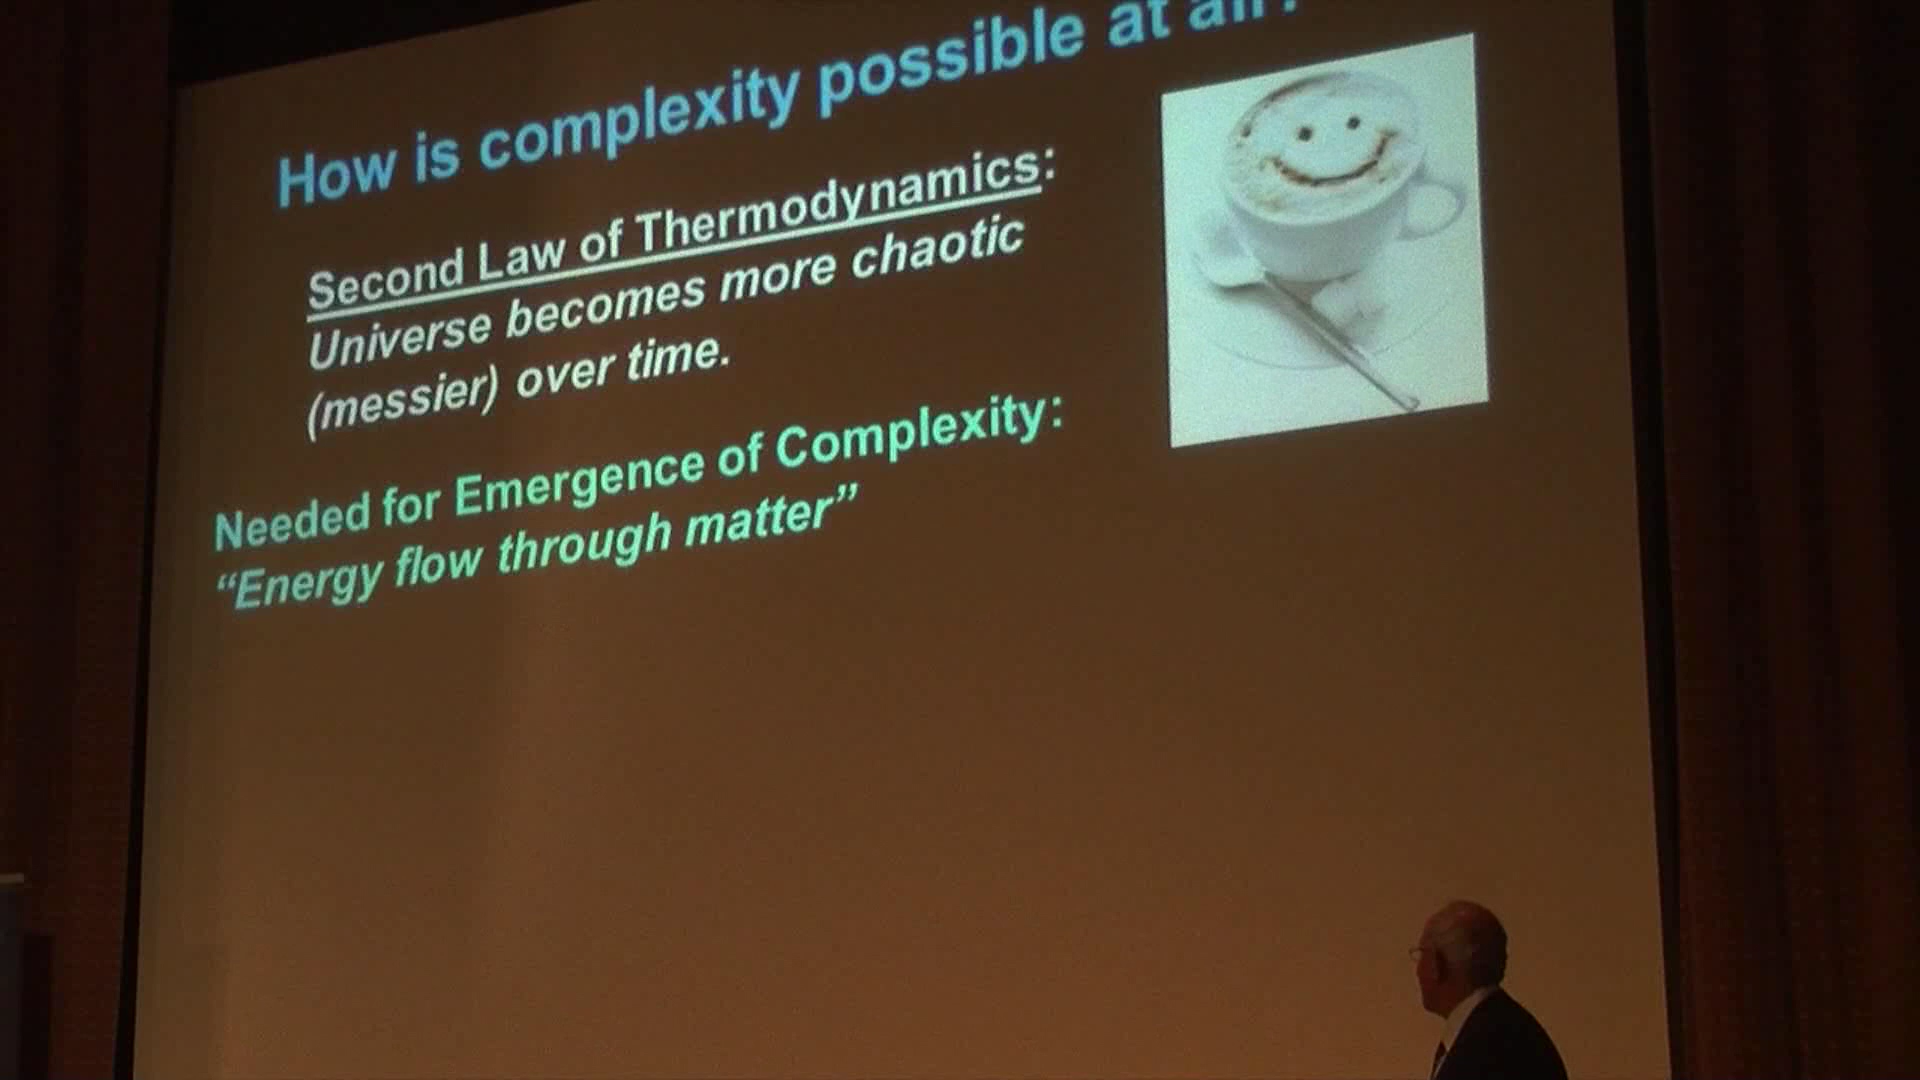 How is complexity possible at all?
Second Law of Thermodynamics:
Universe becomes more chaotic
(messier) over time.
Needed for Emergence of Complexity:
“Energy flow through matter”